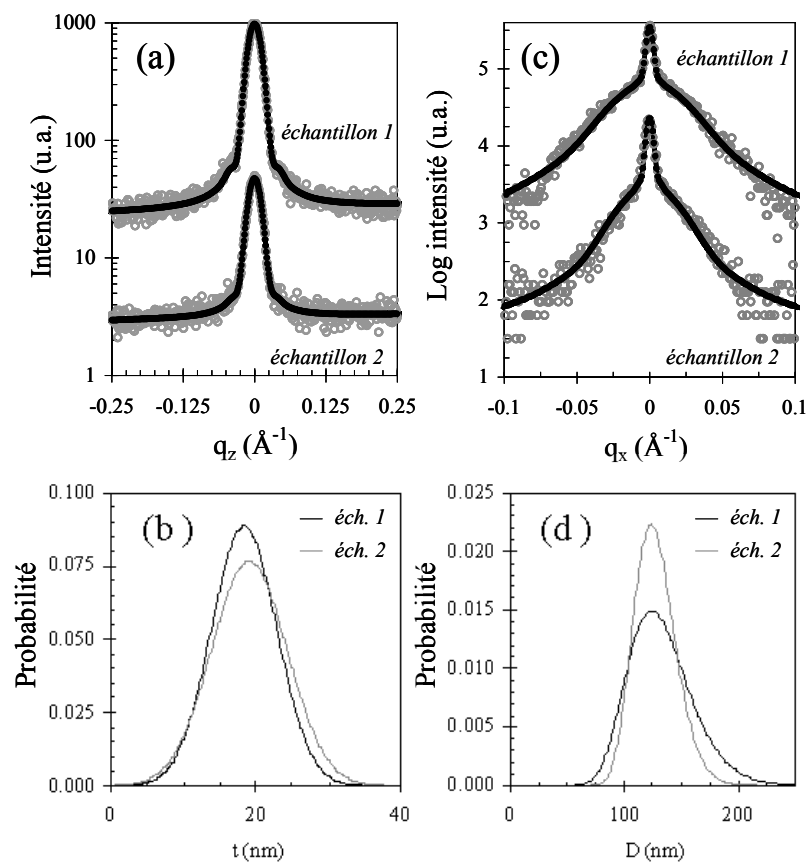 (a)
1000
100
10
1
Intensité (u.a.)
échantillon 1
échantillon 2
-0.25
-0.125
0
0.125
0.25
qz (Å-1)
(c)
5
4
3
2
1
Log intensité (u.a.)
échantillon 1
échantillon 2
-0.1
-0.05
0
0.05
0.1
qx (Å-1)
(b)
0.100
0.075
0.050
0.025
0.000
Probabilité
éch. 1
éch. 2
0
20
40
t (nm)
(d)
0.025
0.020
0.015
0.010
0.005
0.000
Probabilité
éch. 1
éch. 2
0
100
200
D (nm)